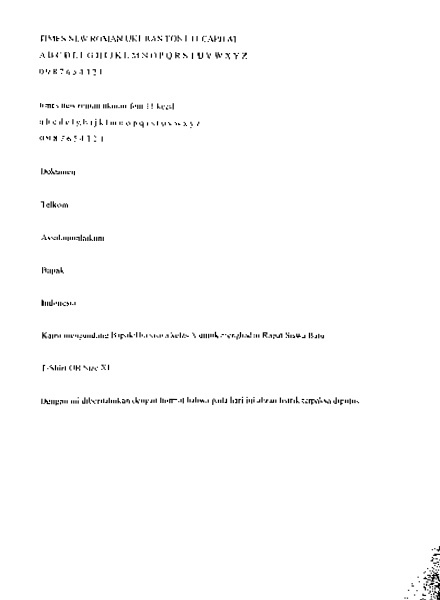 TIMES NEW ROMAN UKURAN FONT 11 CAPITAL
A B C D E F G H I J K L M N O P Q R S T U V W X Y Z
0 9 8 7 6 5 4 3 2 1
times new roman ukuran font 11 kecil
a b c d e f g h i j k l m n o p q r s t u v w x y z
0 9 8 7 6 5 4 3 2 1
Dokumen
Telkom
Assalamualaikum
Bapak
Indonesia
Kami mengundang Bapak/Ibu siswa kelas X untuk menghadiri Rapat Siswa Baru
T-Shirt OB Size XL
Dengan ini diberitahukan dengan hormat bahwa pada hari ini aliran listrik terpaksa diputus